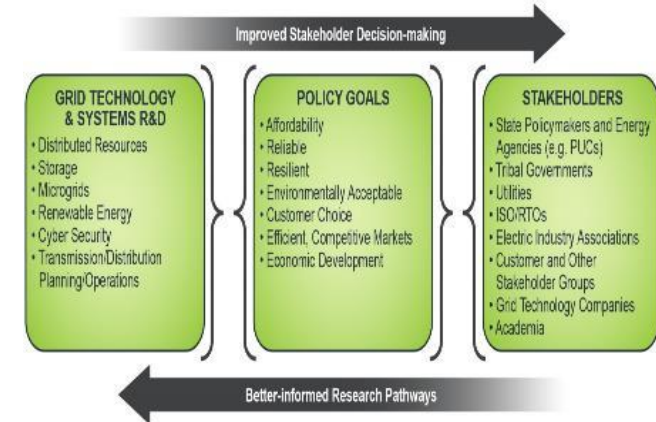 Improved Stakeholder Decision-making
GRID TECHNOLOGY
& SYSTEMS R&D
• Distributed Resources
• Storage
• Microgrids
• Renewable Energy
• Cyber Security
• Transmission/Distribution
Planning/Operations
POLICY GOALS
• Affordability
• Reliable
• Resilient
• Environmentally Acceptable
• Customer Choice
• Efficient, Competitive Markets
• Economic Development
STAKEHOLDERS
• State Policymakers and Energy
Agencies (e.g. PUCs)
• Tribal Governments
• Utilities
• ISO/RTOs
• Electric Industry Associations
• Customer and Other
Stakeholder Groups
• Grid Technology Companies
• Academia
Better-informed Research Pathways